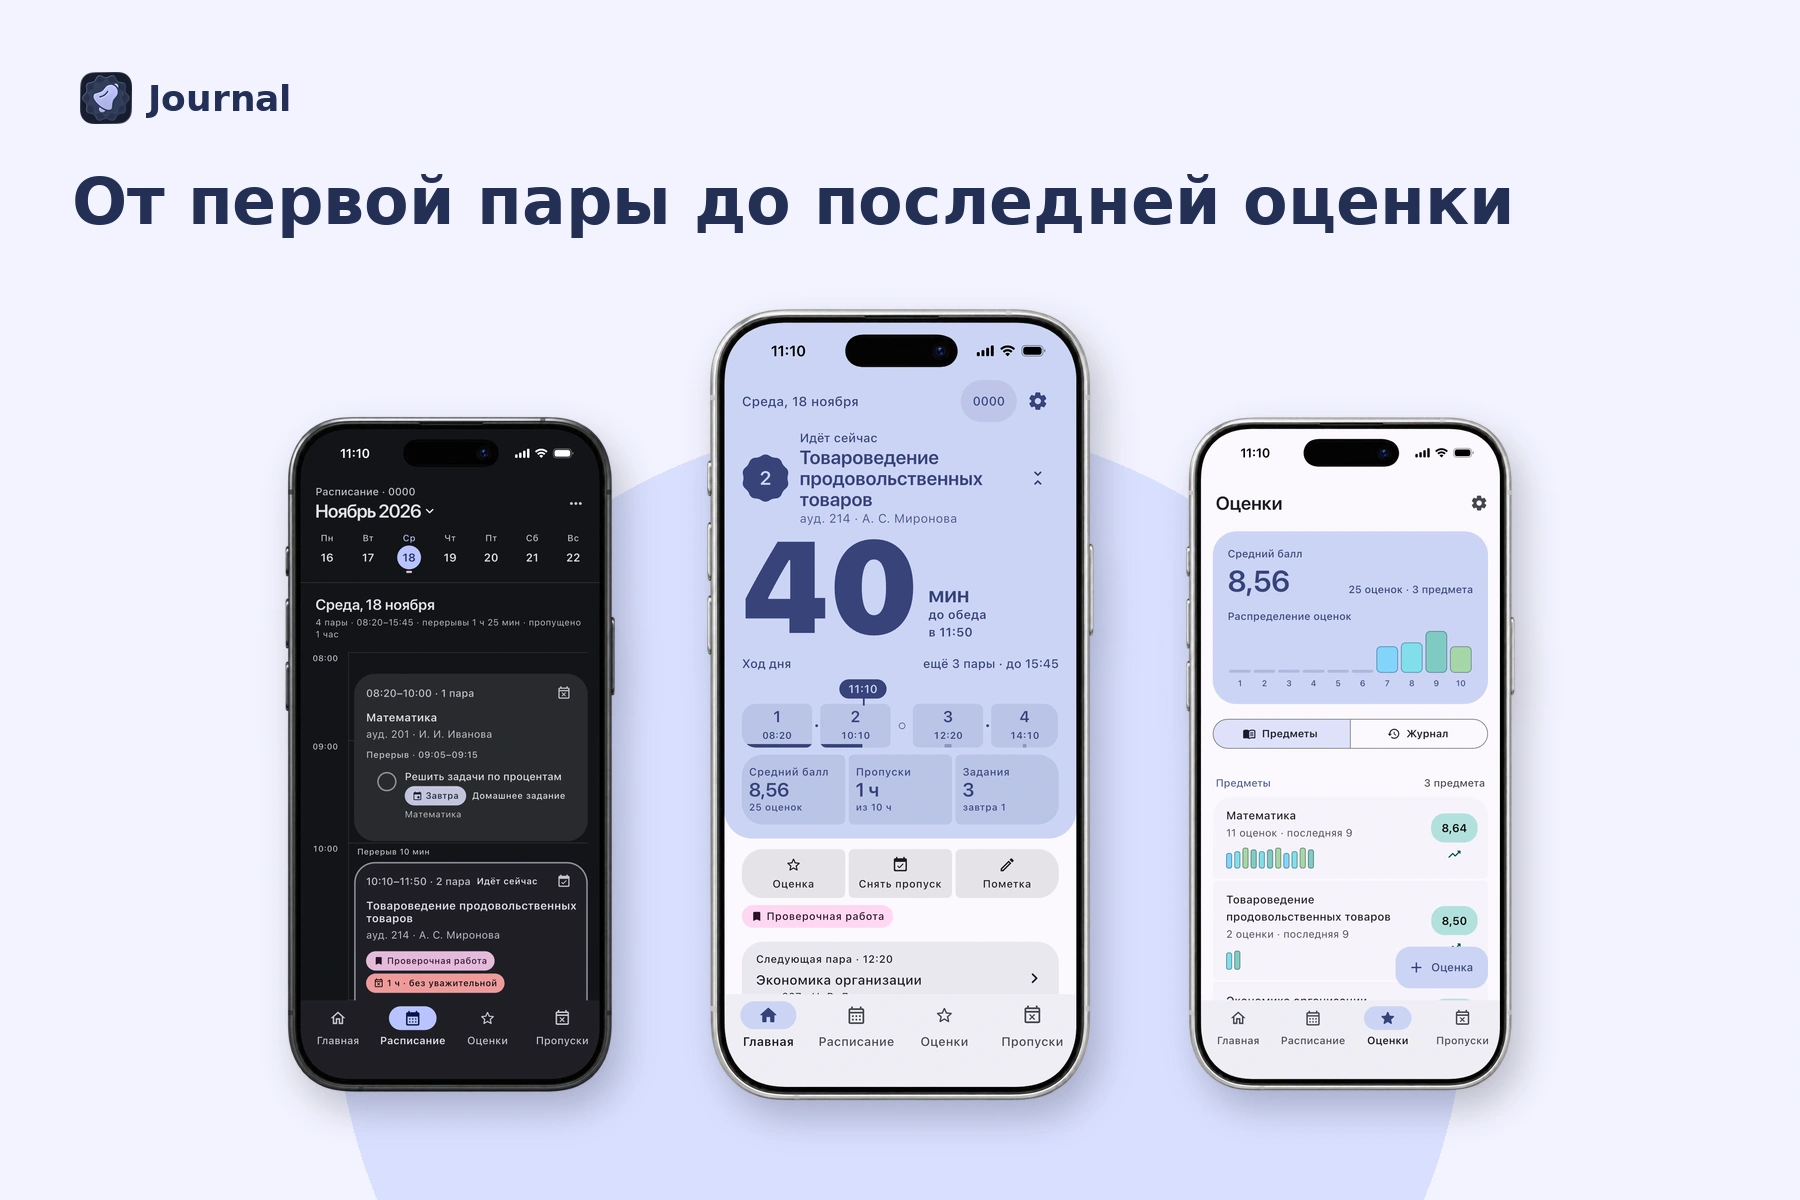 Journal
От первой пары до последней оценки
11:10
Расписание · 0000
Ноябрь 2026
Пн Вт Ср Чт Пт Сб Вс
16 17 18 19 20 21 22
Среда, 18 ноября
4 пары · 08:20–15:45 · перерывы 1 ч 25 мин · пропущено
1 час
08:00
08:20–10:00 · 1 пара
Математика
ауд. 201 · И. И. Иванова
09:00
Перерыв · 09:05–09:15
Решить задачи по процентам
Завтра Домашнее задание
Математика
10:00
Перерыв 10 мин
10:10–11:50 · 2 пара Идёт сейчас
Товароведение продовольственных
товаров
ауд. 214 · А. С. Миронова
Проверочная работа
1 ч · без уважительной
Главная Расписание Оценки Пропуски
11:10
Среда, 18 ноября
0000
Идёт сейчас
2
Товароведение
продовольственных
товаров
ауд. 214 · А. С. Миронова
40 мин
до обеда
в 11:50
Ход дня
ещё 3 пары · до 15:45
11:10
1 2 3 4
08:20 10:10 12:20 14:10
Средний балл Пропуски Задания
8,56 1 ч 3
25 оценок из 10 ч завтра 1
Оценка Снять пропуск Пометка
Проверочная работа
Следующая пара · 12:20
Экономика организации
Главная Расписание Оценки Пропуски
11:10
Оценки
Средний балл
8,56
25 оценок · 3 предмета
Распределение оценок
1 2 3 4 5 6 7 8 9 10
Предметы Журнал
Предметы 3 предмета
Математика
11 оценок · последняя 9
8,64
Товароведение
продовольственных товаров
2 оценки · последняя 9
8,50
+ Оценка
Экономика организации
Главная Расписание Оценки Пропуски